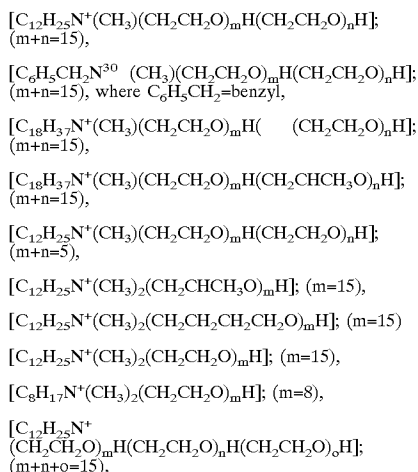 [C₁₂H₂₅N⁺(CH₃)(CH₂CH₂O)ₘH(CH₂CH₂O)ₙH];
(m+n=15),
[C₆H₅CH₂N³⁰ (CH₃)(CH₂CH₂O)ₘH(CH₂CH₂O)ₙH];
(m+n=15), where C₆H₅CH₂=benzyl,
[C₁₈H₃₇N⁺(CH₃)(CH₂CH₂O)ₘH( (CH₂CH₂O)ₙH];
(m+n=15),
[C₁₈H₃₇N⁺(CH₃)(CH₂CH₂O)ₘH(CH₂CHCH₃O)ₙH];
(m+n=15),
[C₁₂H₂₅N⁺(CH₃)(CH₂CH₂O)ₘH(CH₂CH₂O)ₙH];
(m+n=5),
[C₁₂H₂₅N⁺(CH₃)₂(CH₂CHCH₃O)ₘH]; (m=15),
[C₁₂H₂₅N⁺(CH₃)₂(CH₂CH₂CH₂CH₂O)ₘH]; (m=15)
[C₁₂H₂₅N⁺(CH₃)₂(CH₂CH₂O)ₘH]; (m=15),
[C₈H₁₇N⁺(CH₃)₂(CH₂CH₂O)ₘH]; (m=8),
[C₁₂H₂₅N⁺
(CH₂CH₂O)ₘH(CH₂CH₂O)ₙH(CH₂CH₂O)ₒH];
(m+n+o=15),